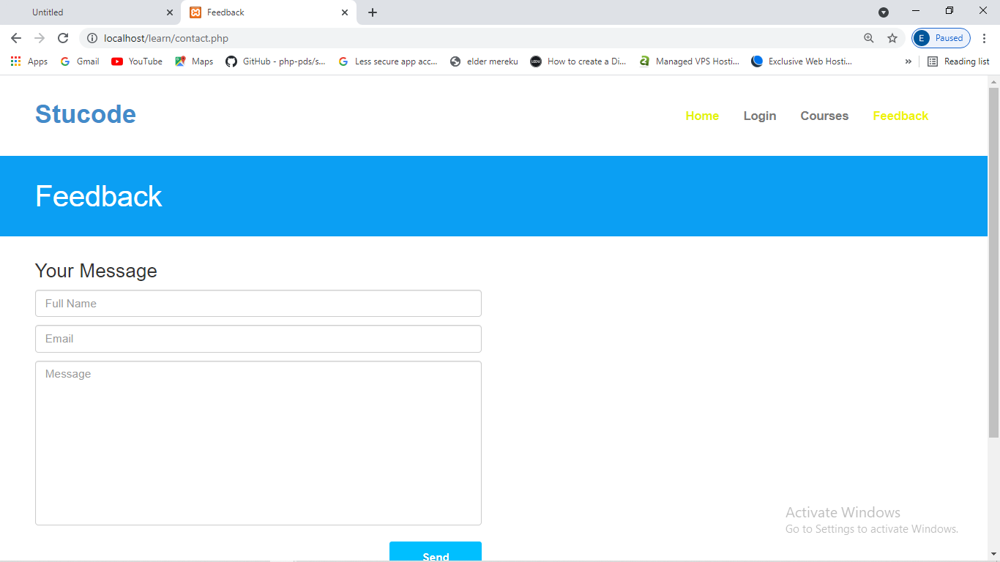 Untitled
Feedback
localhost/learn/contact.php
E Paused
Apps
Gmail
YouTube
Maps
GitHub - php-pds/s...
Less secure app acc...
elder mereku
How to create a Di...
Managed VPS Hosti...
Exclusive Web Hosti...
»
Reading list
Stucode
Home Login Courses Feedback
Feedback
Your Message
Full Name
Email
Message
Activate Windows
Go to Settings to activate Windows.
Send